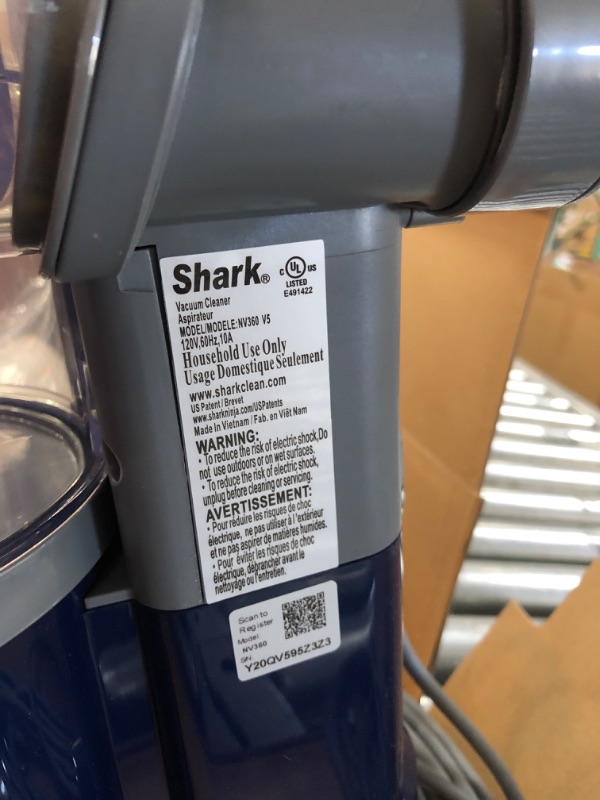 Shark®
C UL US
LISTED
E491422
Vacuum Cleaner
Aspirateur
MODEL/MODELE:NV360 V5
120V,60Hz,10A
Household Use Only
Usage Domestique Seulement
www.sharkclean.com
US Patent / Brevet
www.sharkninja.com/USPatents
Made in Vietnam / Fab. en Viêt Nam
WARNING:
• To reduce the risk of electric shock,Do
not use outdoors or on wet surfaces.
• To reduce the risk of electric shock,
unplug before cleaning or servicing.
AVERTISSEMENT:
• Pour réduire les risques de choc
électrique, ne pas utiliser à l'extérieur
et ne pas aspirer de matières humides.
• Pour éviter les risques de choc
électrique, débrancher avant le
nettoyage ou l'entretien.
Scan to
Register
Model
NV360
SN
Y20QV595Z3Z3